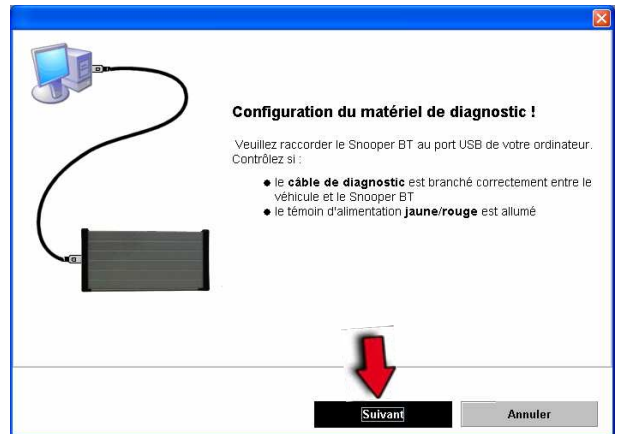 Configuration du matériel de diagnostic !
Veuillez raccorder le Snooper BT au port USB de votre ordinateur.
Contrôlez si :
● le câble de diagnostic est branché correctement entre le
véhicule et le Snooper BT
● le témoin d'alimentation jaune/rouge est allumé
Suivant
Annuler